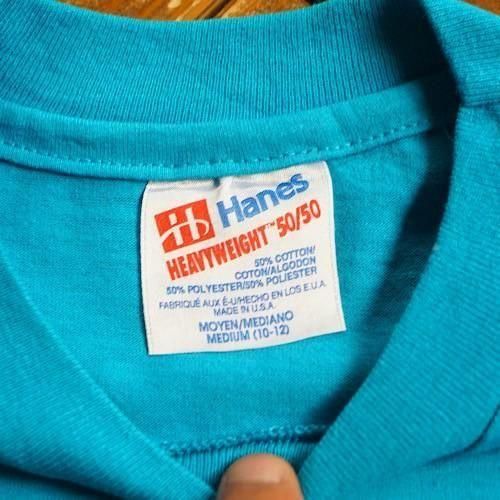 Hb Hanes
HEAVYWEIGHT™ 50/50
50% COTTON/
COTON/ALGODON
50% POLYESTER/50% POLIESTER
FABRIQUÉ AUX É-U/HECHO EN LOS E.U.A.
MADE IN U.S.A.
MOYEN/MEDIANO
MEDIUM (10-12)